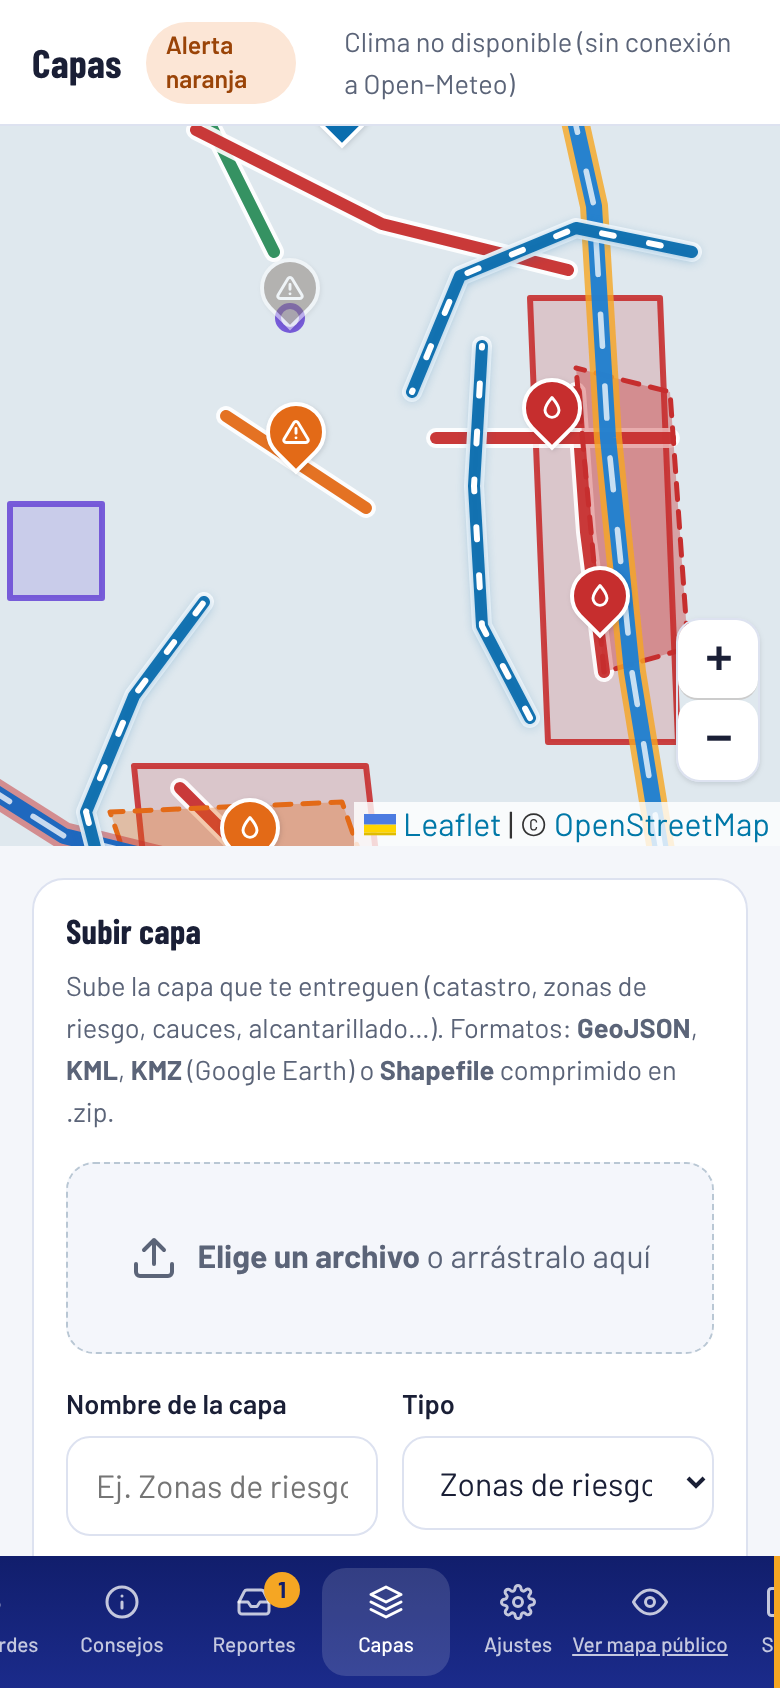 Capas
Alerta
naranja
Clima no disponible (sin conexión
a Open-Meteo)
+
−
Leaflet | © OpenStreetMap
Subir capa
Sube la capa que te entreguen (catastro, zonas de
riesgo, cauces, alcantarillado...). Formatos: GeoJSON,
KML, KMZ (Google Earth) o Shapefile comprimido en
.zip.
Elige un archivo o arrástralo aquí
Nombre de la capa
Tipo
Ej. Zonas de riesgo
Zonas de riesgo
rdes
Consejos
1
Reportes
Capas
Ajustes
Ver mapa público
S